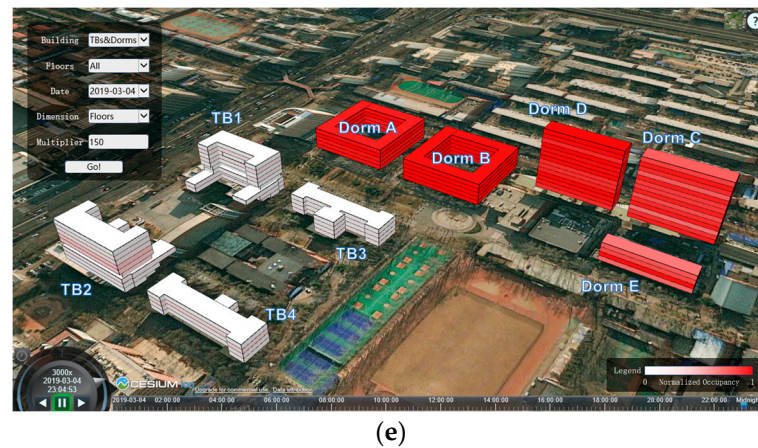 Building TBs&Dorms
Floors All
Date 2019-03-04
Dimension Floors
Multiplier 150
Go!
?
TB1
Dorm A
Dorm B
Dorm D
Dorm C
TB3
TB2
TB4
Dorm E
3000x
2019-03-04
23:04:53
CESIUM
Upgrade for commercial use. Data attribution
Legend
0 Normalized Occupancy 1
2019-03-04 02:00:00 04:00:00 06:00:00 08:00:00 10:00:00 12:00:00 14:00:00 16:00:00 18:00:00 20:00:00 22:00:00 Midnight
(e)